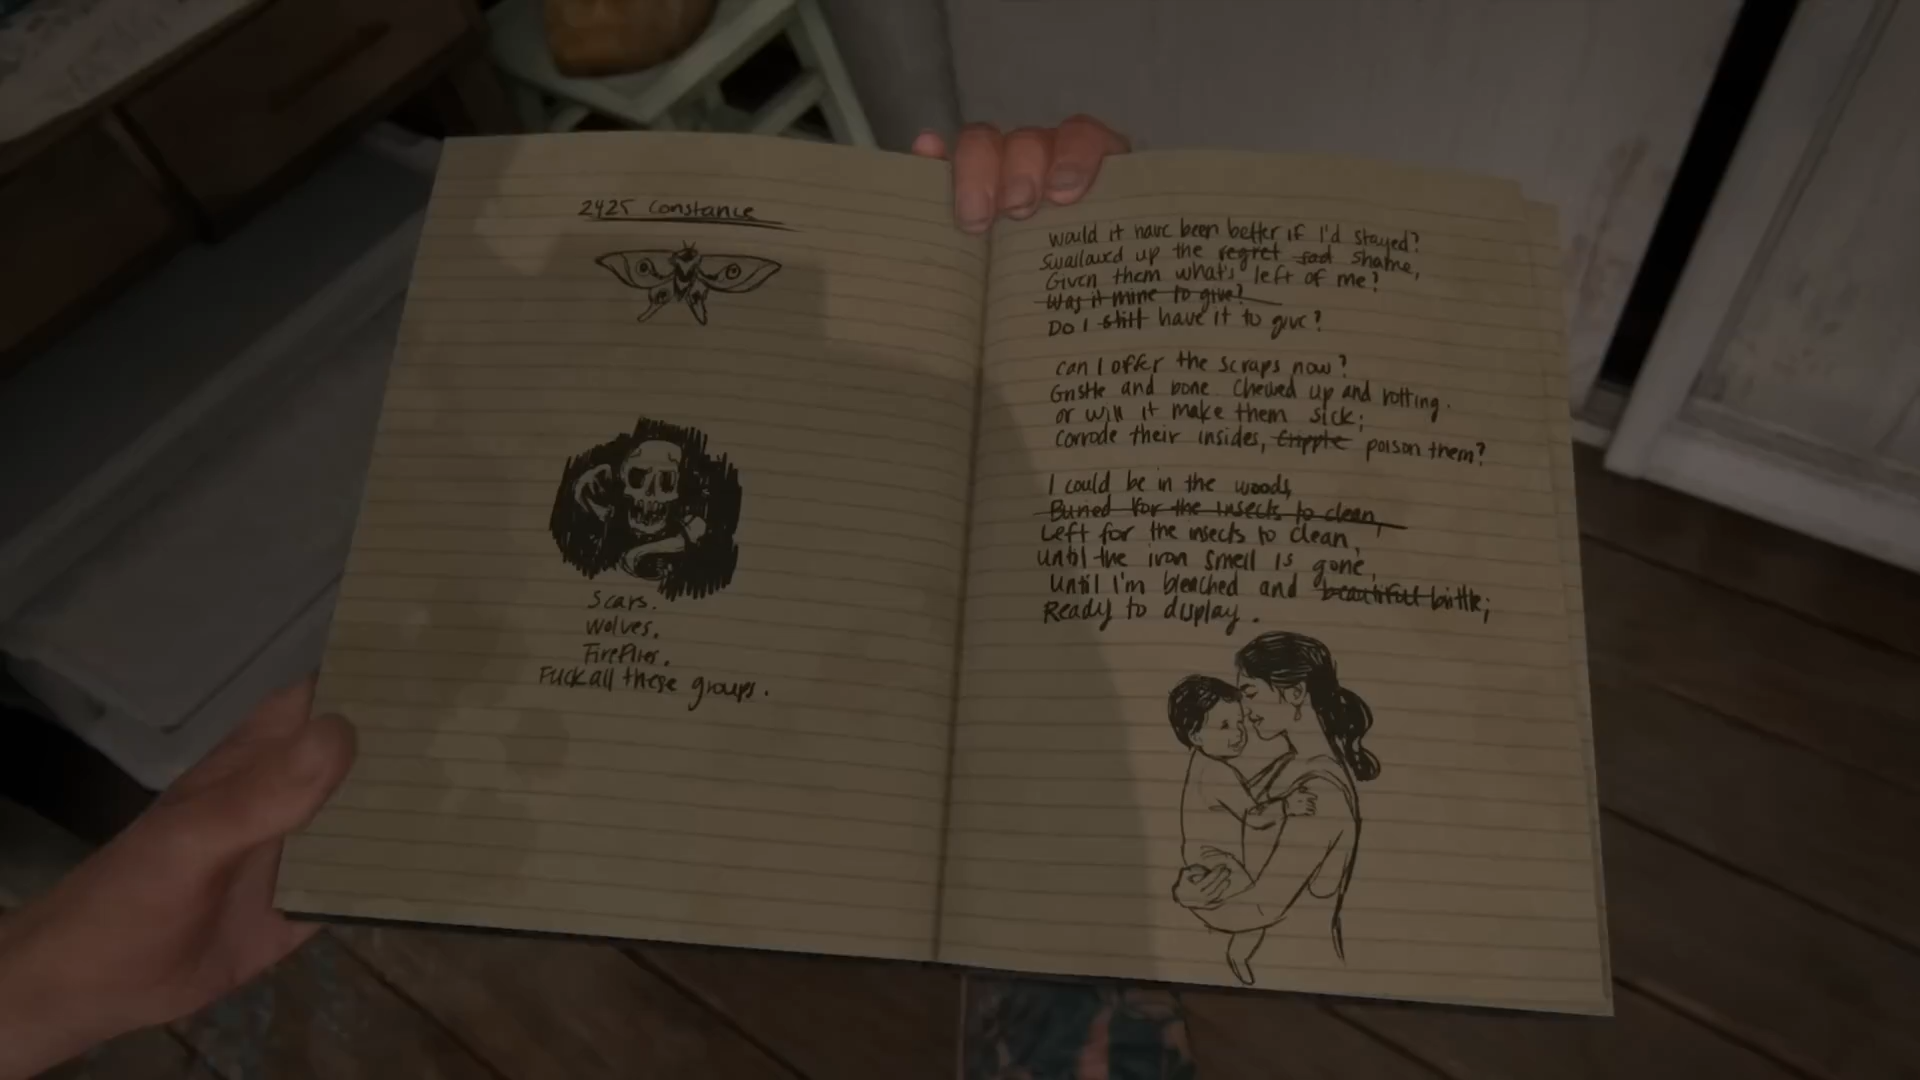 2425 Constance
Scars.
Wolves.
Fireflies.
Fuck all these groups.
Would it have been better if I'd stayed?
Swallowed up the regret sad shame,
Given them what's left of me?
Was it mine to give?
Do I still have it to give?
Can I offer the scraps now?
Gristle and bone. Chewed up and rotting.
or will it make them sick;
Corrode their insides, Cripple poison them?
I could be in the woods,
Buried for the insects to clean,
Left for the insects to clean,
Until the iron smell is gone,
Until I'm bleached and beautiful brittle;
Ready to display.